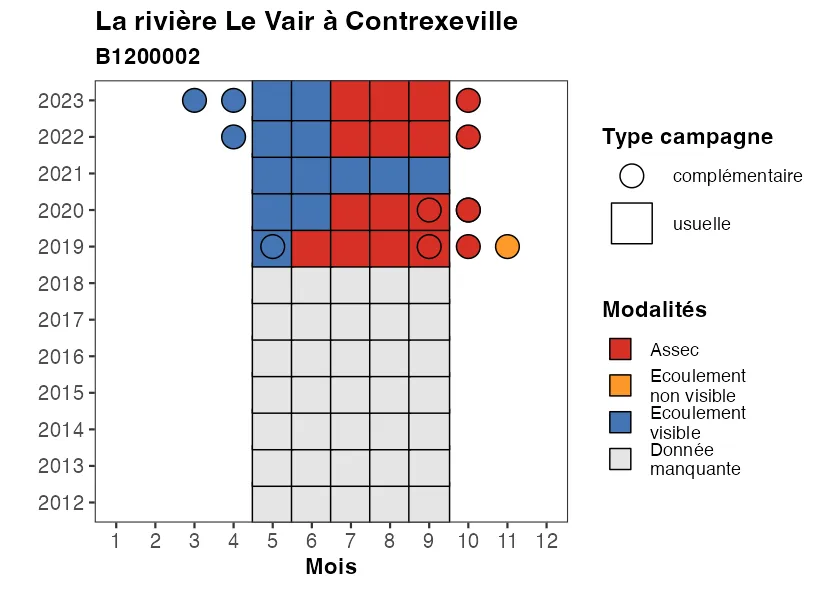 La rivière Le Vair à Contrexeville
B1200002
2023
2022
2021
2020
2019
2018
2017
2016
2015
2014
2013
2012
1 2 3 4 5 6 7 8 9 10 11 12
Mois
Type campagne
complémentaire
usuelle
Modalités
Assec
Ecoulement
non visible
Ecoulement
visible
Donnée
manquante